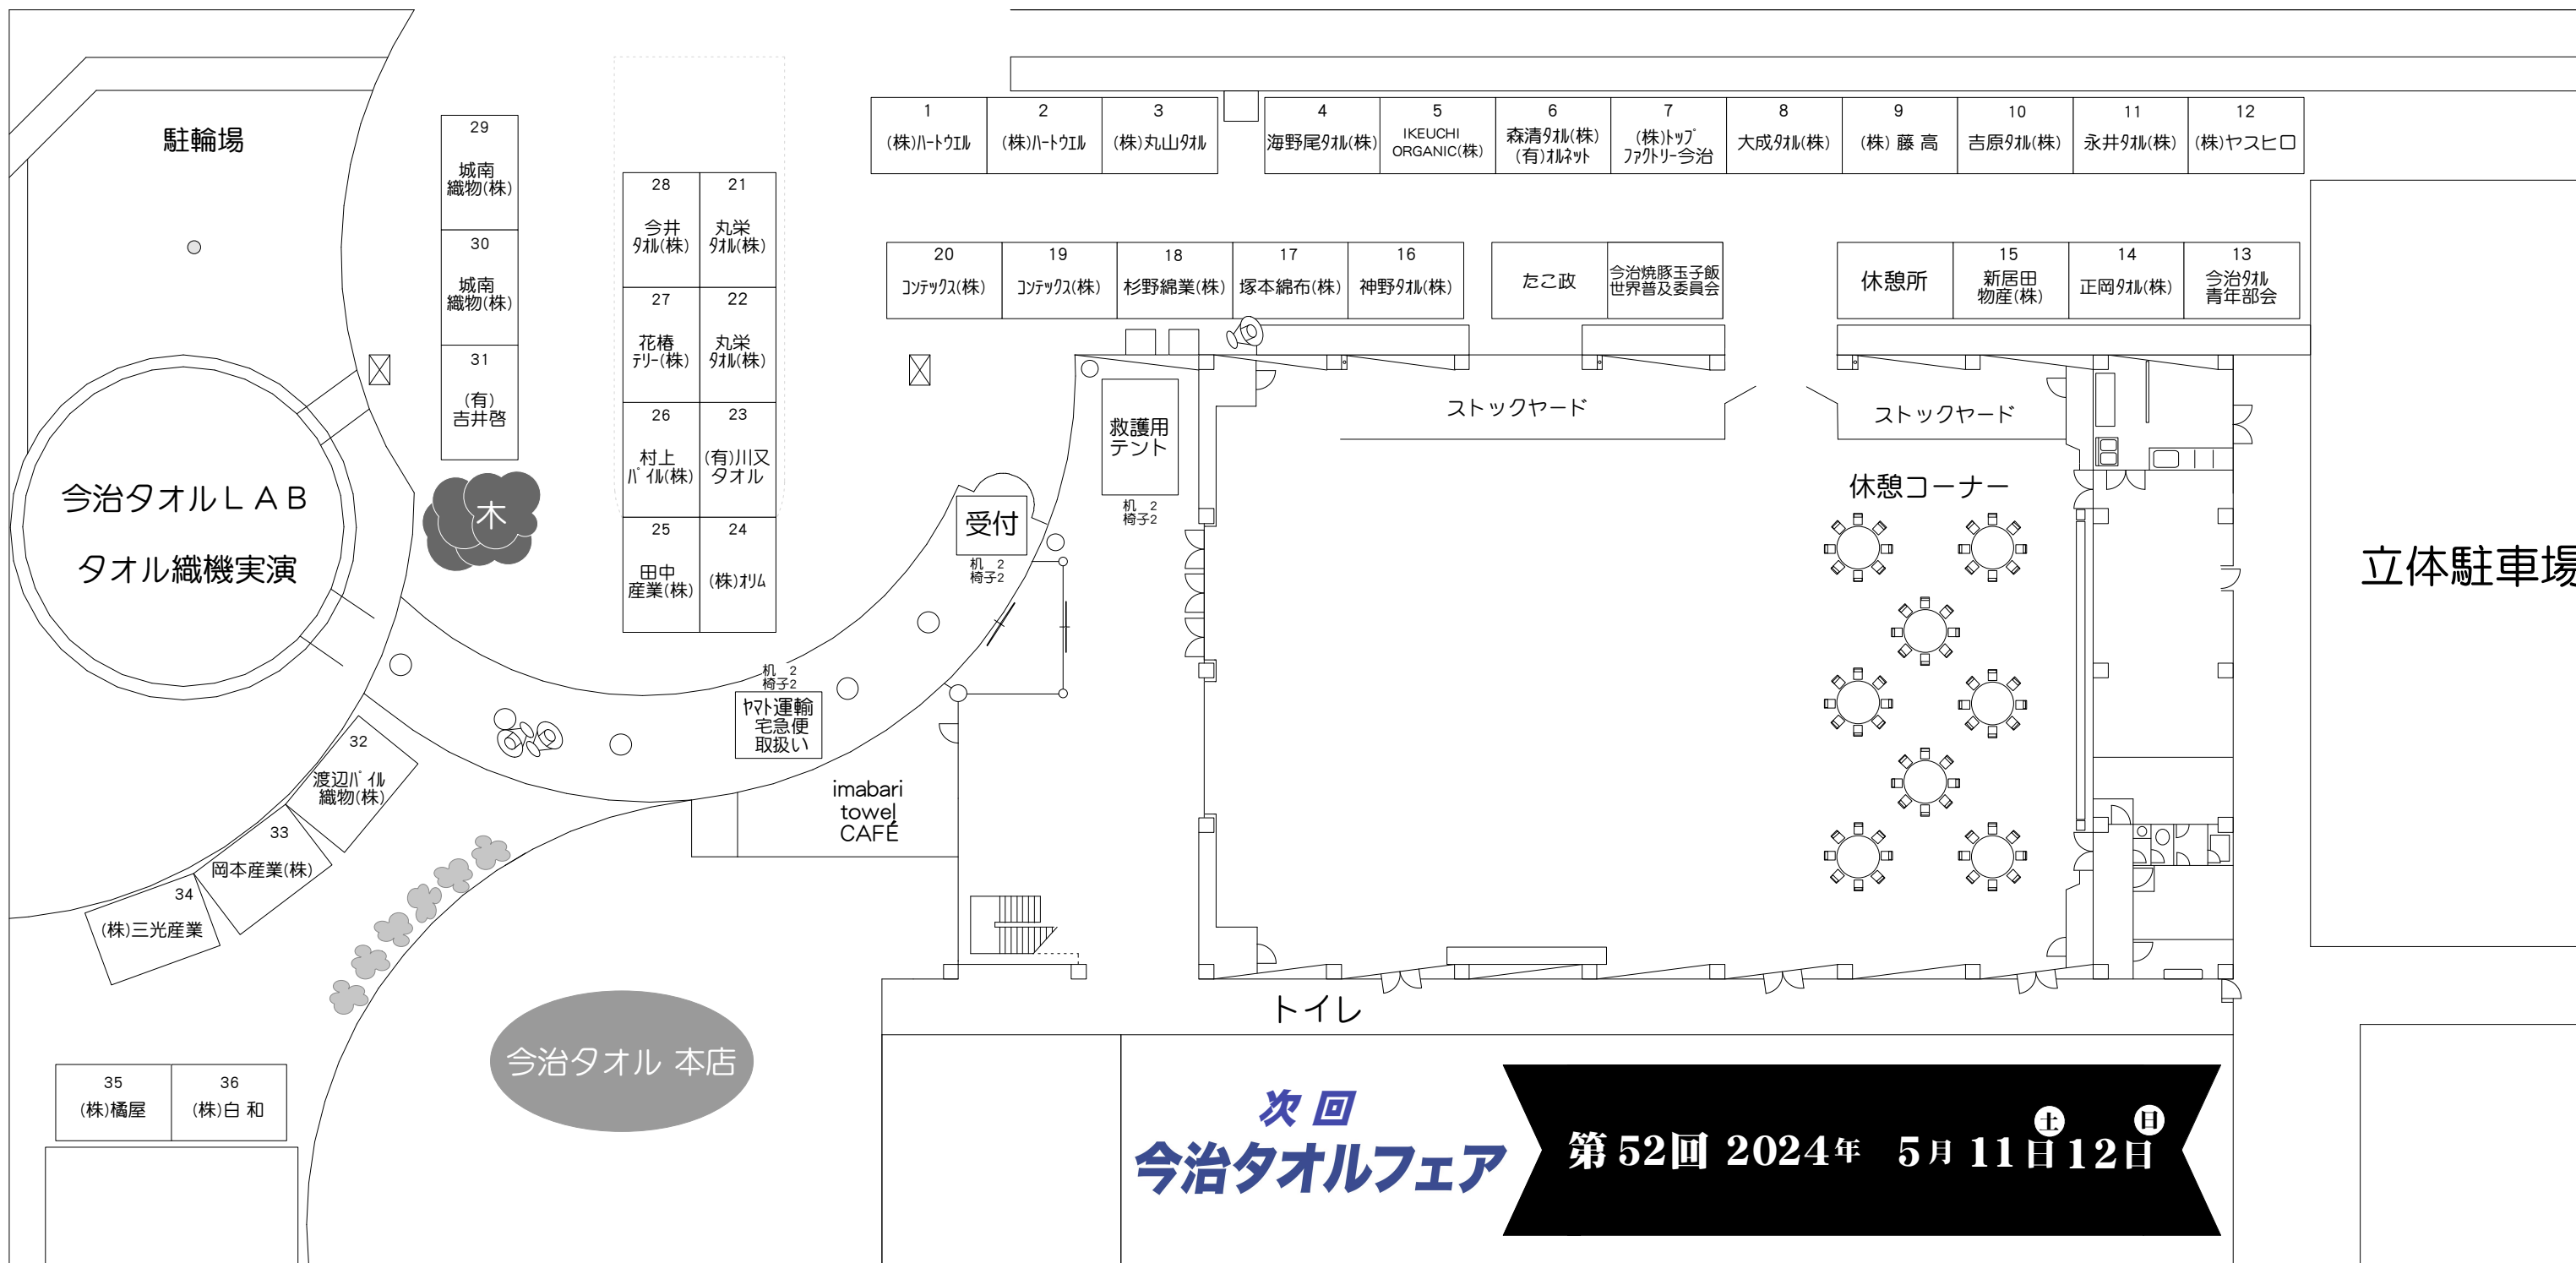 駐輪場
1
(株)ﾊｰﾄｳｴﾙ
2
(株)ﾊｰﾄｳｴﾙ
3
(株)丸山ﾀｵﾙ
4
海野尾ﾀｵﾙ(株)
5
IKEUCHI
ORGANIC(株)
6
森清ﾀｵﾙ(株)
(有)ｵﾙﾈｯﾄ
7
(株)ﾄｯﾌﾟ
ﾌｧｸﾄﾘｰ今治
8
大成ﾀｵﾙ(株)
9
(株) 藤 高
10
吉原ﾀｵﾙ(株)
11
永井ﾀｵﾙ(株)
12
(株)ヤスヒロ
20
ｺﾝﾃｯｸｽ(株)
19
ｺﾝﾃｯｸｽ(株)
18
杉野綿業(株)
17
塚本綿布(株)
16
神野ﾀｵﾙ(株)
たこ政
今治焼豚玉子飯
世界普及委員会
休憩所
15
新居田
物産(株)
14
正岡ﾀｵﾙ(株)
13
今治ﾀｵﾙ
青年部会
29
城南
織物(株)
30
城南
織物(株)
31
(有)
吉井啓
28
今井
ﾀｵﾙ(株)
21
丸栄
ﾀｵﾙ(株)
27
花椿
ﾃﾘｰ(株)
22
丸栄
ﾀｵﾙ(株)
26
村上
ﾊﾟｲﾙ(株)
23
(有)川又
タオル
25
田中
産業(株)
24
(株)ｵﾘﾑ
木
今治タオルＬＡＢ
タオル織機実演
救護用
テント
机 2
椅子2
受付
机 2
椅子2
机 2
椅子2
ﾔﾏﾄ運輸
宅急便
取扱い
imabari
towel
CAFÉ
ストックヤード
ストックヤード
休憩コーナー
立体駐車場
32
渡辺ﾊﾟｲﾙ
織物(株)
33
岡本産業(株)
34
(株)三光産業
35
(株)橘屋
36
(株)白 和
今治タオル 本店
トイレ
次 回
今治タオルフェア
第 52回 2024年 5月 11日㊏12日㊐